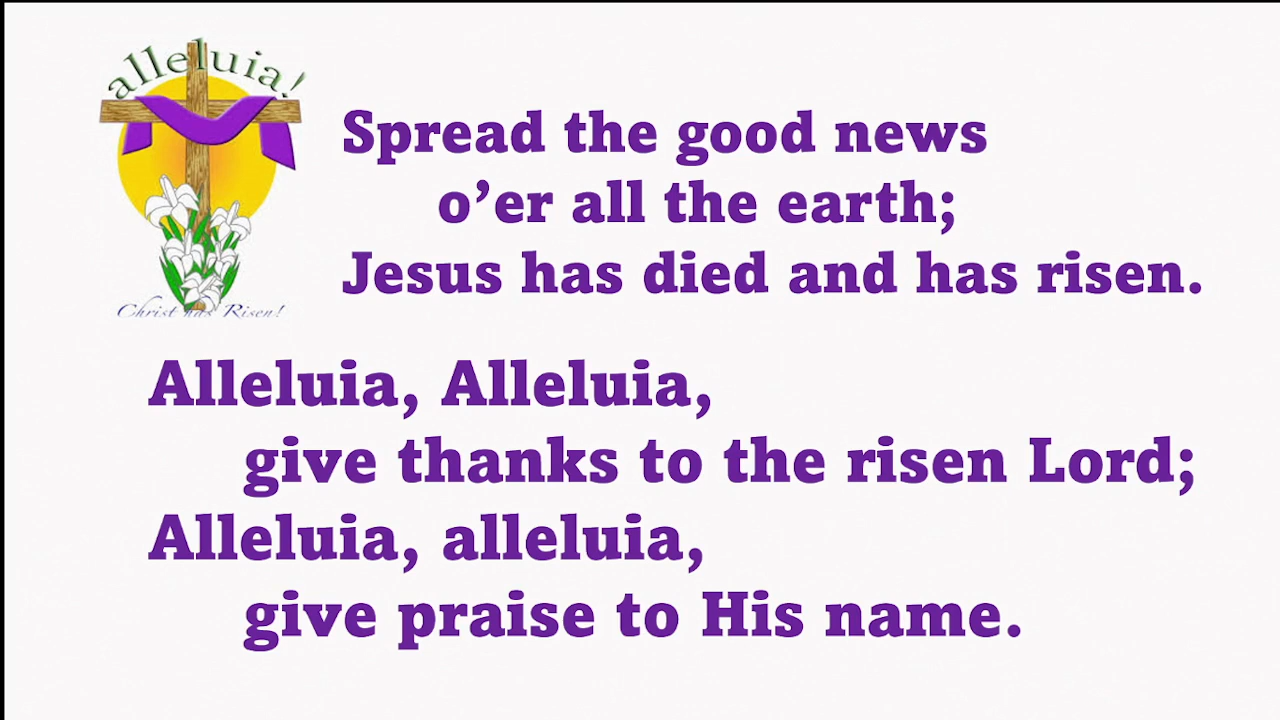 alleluia!
Spread the good news
o’er all the earth;
Jesus has died and has risen.
Christ has Risen!
Alleluia, Alleluia,
give thanks to the risen Lord;
Alleluia, alleluia,
give praise to His name.